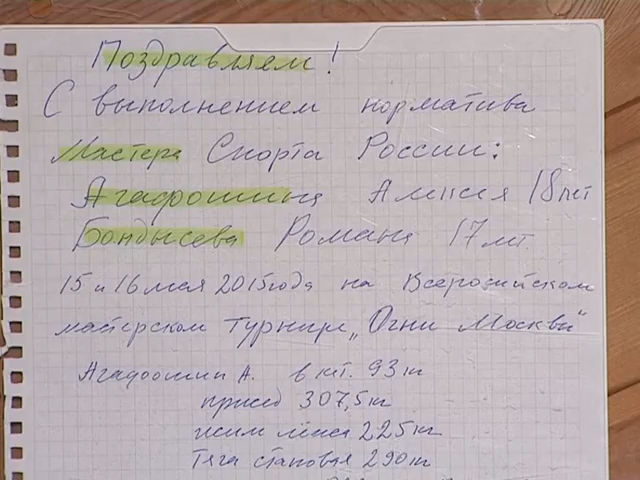 Поздравляем!
С выполнением норматива
Мастера Спорта России:
Агафошина Алексея 18 лет
Бондысева Романа 17 лет.
15 и 16 мая 2015 года на Всеросийском
мастерском турнире „Огни Москвы"
Агафошин А. в кат. 93 кг
присед 307,5 кг
жим лёжа 225 кг
Тяга становая 290 кг